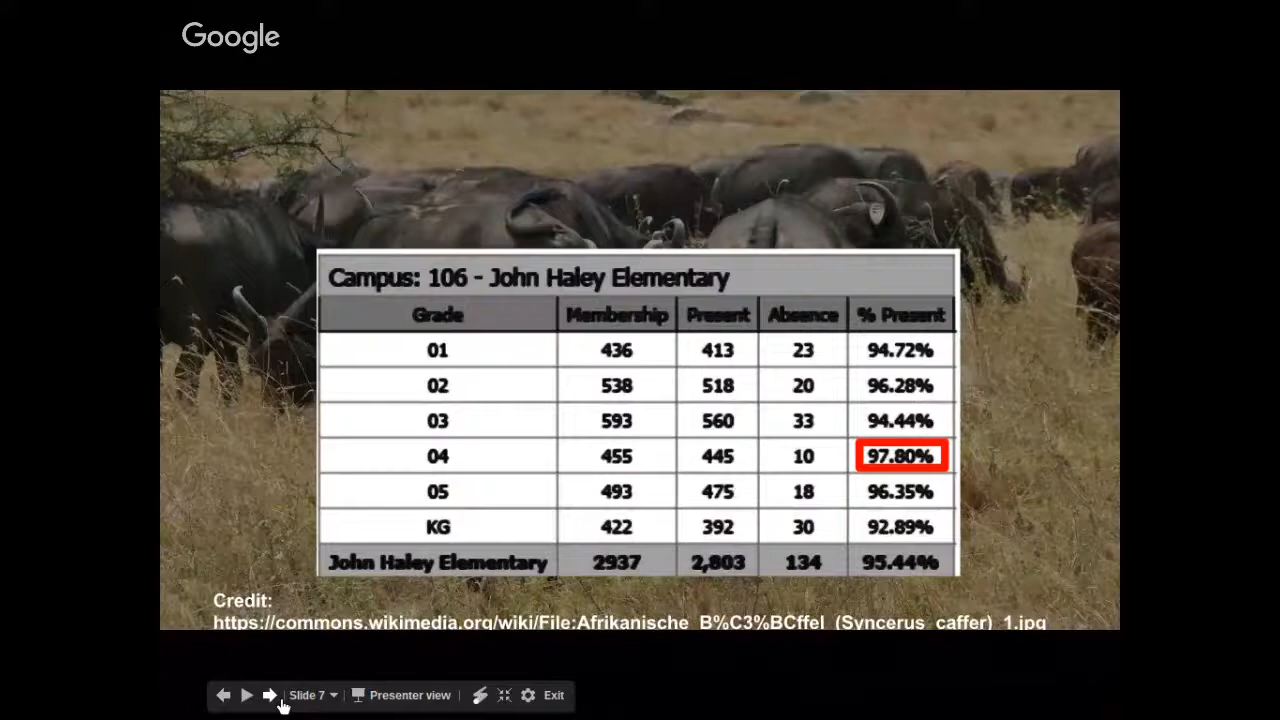 Google
Campus: 106 - John Haley Elementary
Grade Membership Present Absence % Present
01 436 413 23 94.72%
02 538 518 20 96.28%
03 593 560 33 94.44%
04 455 445 10 97.80%
05 493 475 18 96.35%
KG 422 392 30 92.89%
John Haley Elementary 2937 2,803 134 95.44%
Credit:
https://commons.wikimedia.org/wiki/File:Afrikanische_B%C3%BCffel_(Syncerus_caffer)_1.jpg
Slide 7 Presenter view Exit